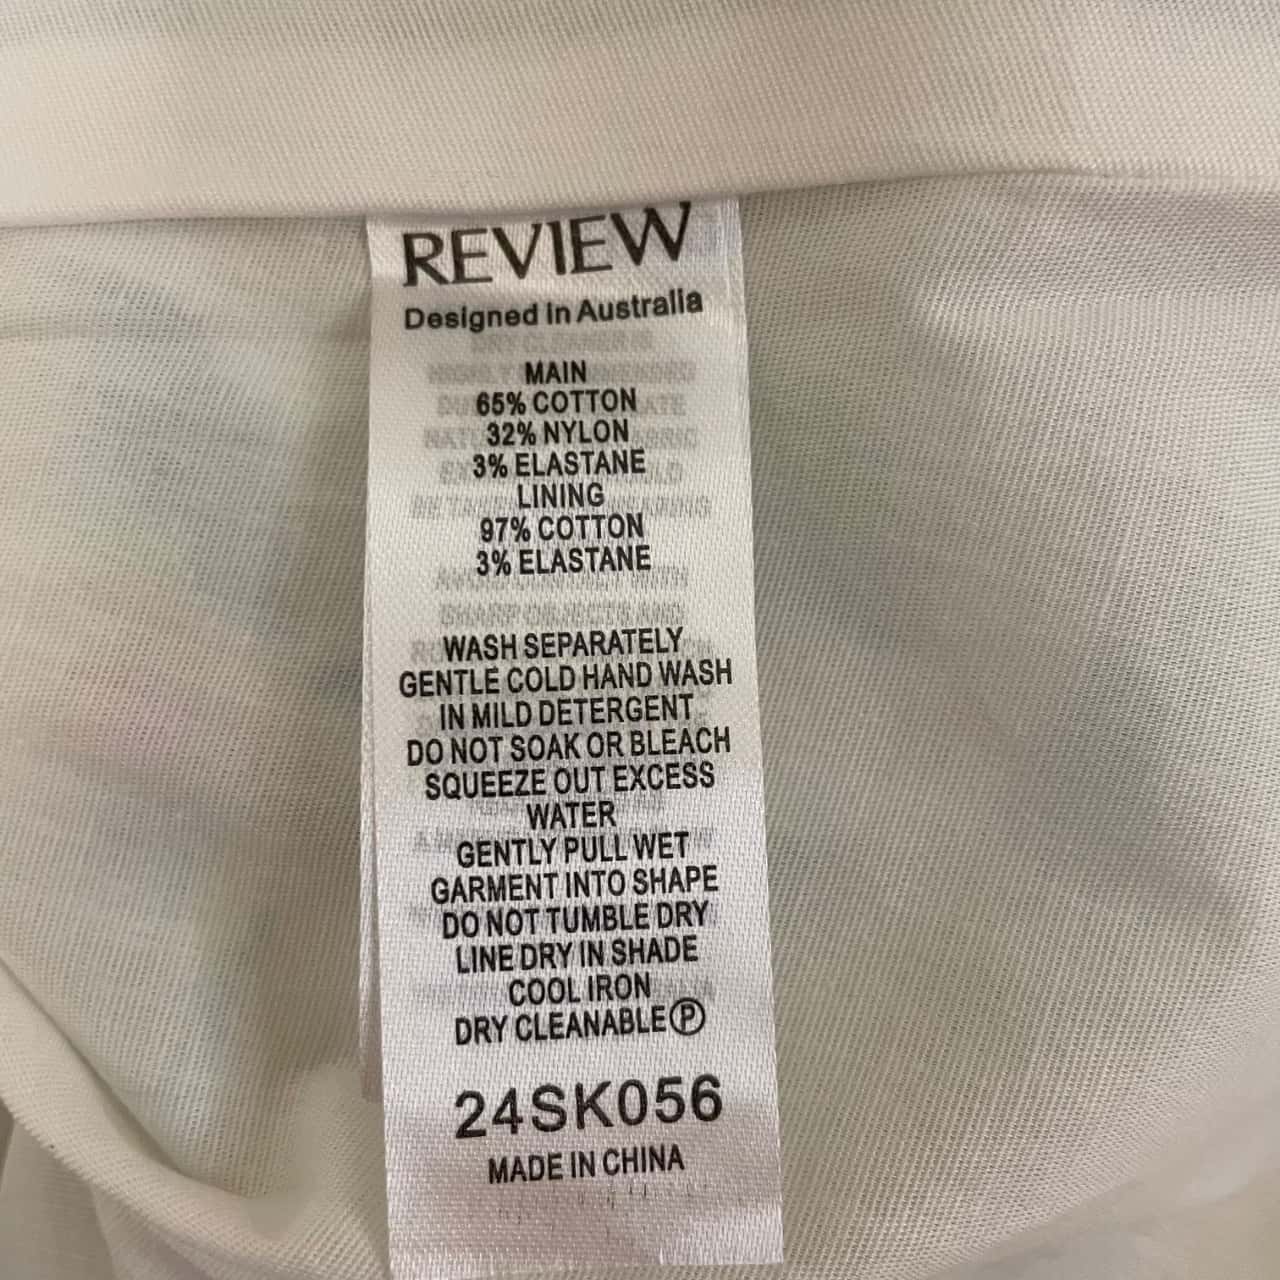 REVIEW
Designed in Australia
MAIN
65% COTTON
32% NYLON
3% ELASTANE
LINING
97% COTTON
3% ELASTANE
WASH SEPARATELY
GENTLE COLD HAND WASH
IN MILD DETERGENT
DO NOT SOAK OR BLEACH
SQUEEZE OUT EXCESS
WATER
GENTLY PULL WET
GARMENT INTO SHAPE
DO NOT TUMBLE DRY
LINE DRY IN SHADE
COOL IRON
DRY CLEANABLE Ⓟ
24SK056
MADE IN CHINA